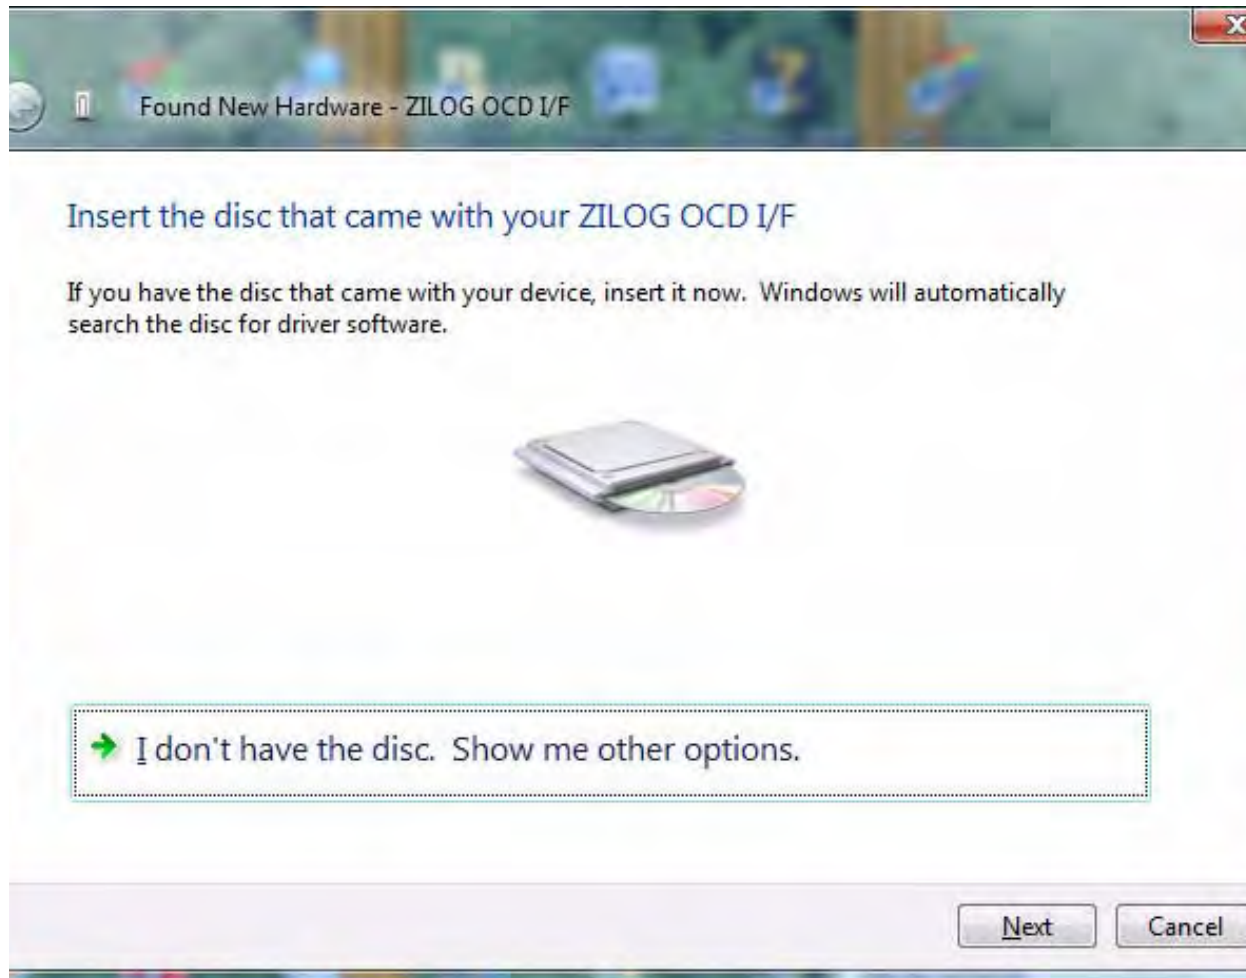 Found New Hardware - ZILOG OCD I/F
Insert the disc that came with your ZILOG OCD I/F
If you have the disc that came with your device, insert it now.  Windows will automatically
search the disc for driver software.
I don't have the disc.  Show me other options.
Next
Cancel